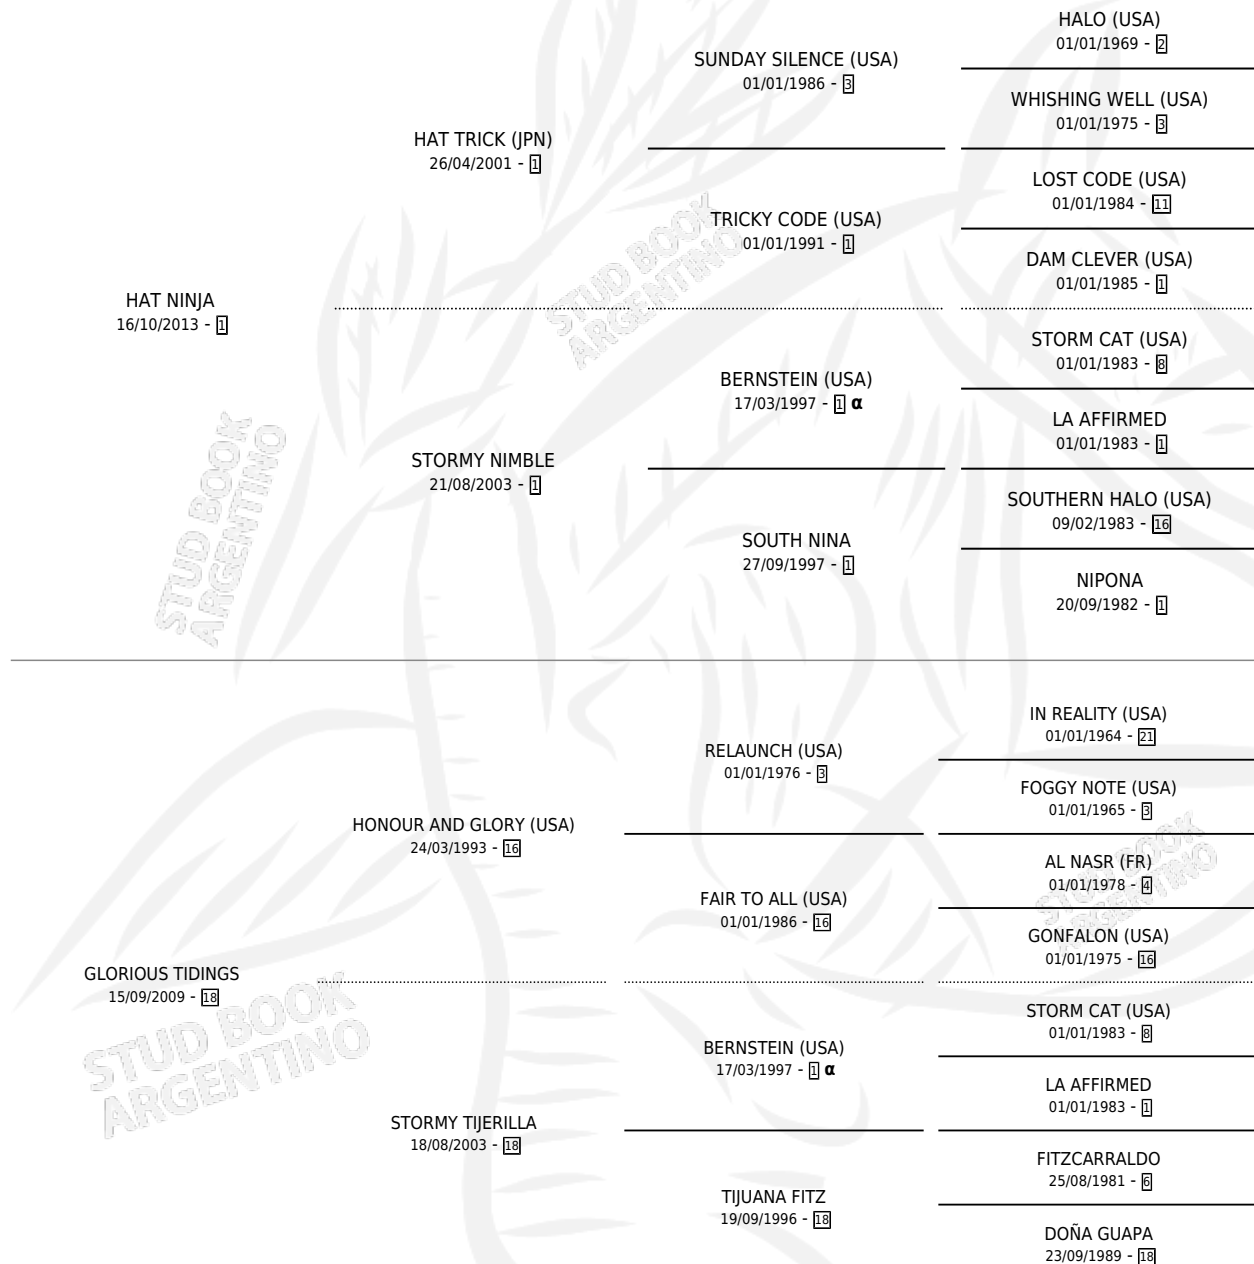 HALO (USA)
01/01/1969 - 2
SUNDAY SILENCE (USA)
01/01/1986 - 3
WHISHING WELL (USA)
01/01/1975 - 3
HAT TRICK (JPN)
26/04/2001 - 1
LOST CODE (USA)
01/01/1984 - 11
TRICKY CODE (USA)
01/01/1991 - 1
DAM CLEVER (USA)
01/01/1985 - 1
HAT NINJA
16/10/2013 - 1
STORM CAT (USA)
01/01/1983 - 8
BERNSTEIN (USA)
17/03/1997 - 1 α
LA AFFIRMED
01/01/1983 - 1
STORMY NIMBLE
21/08/2003 - 1
SOUTHERN HALO (USA)
09/02/1983 - 16
SOUTH NINA
27/09/1997 - 1
NIPONA
20/09/1982 - 1
IN REALITY (USA)
01/01/1964 - 21
RELAUNCH (USA)
01/01/1976 - 3
FOGGY NOTE (USA)
01/01/1965 - 3
HONOUR AND GLORY (USA)
24/03/1993 - 16
AL NASR (FR)
01/01/1978 - 4
FAIR TO ALL (USA)
01/01/1986 - 16
GONFALON (USA)
01/01/1975 - 16
GLORIOUS TIDINGS
15/09/2009 - 18
STORM CAT (USA)
01/01/1983 - 8
BERNSTEIN (USA)
17/03/1997 - 1 α
LA AFFIRMED
01/01/1983 - 1
STORMY TIJERILLA
18/08/2003 - 18
FITZCARRALDO
25/08/1981 - 6
TIJUANA FITZ
19/09/1996 - 18
DOÑA GUAPA
23/09/1989 - 18
STUD BOOK
ARGENTINO
STUD BOOK
ARGENTINO
STUD BOOK
ARGENTINO
STUD BOOK
ARGENTINO